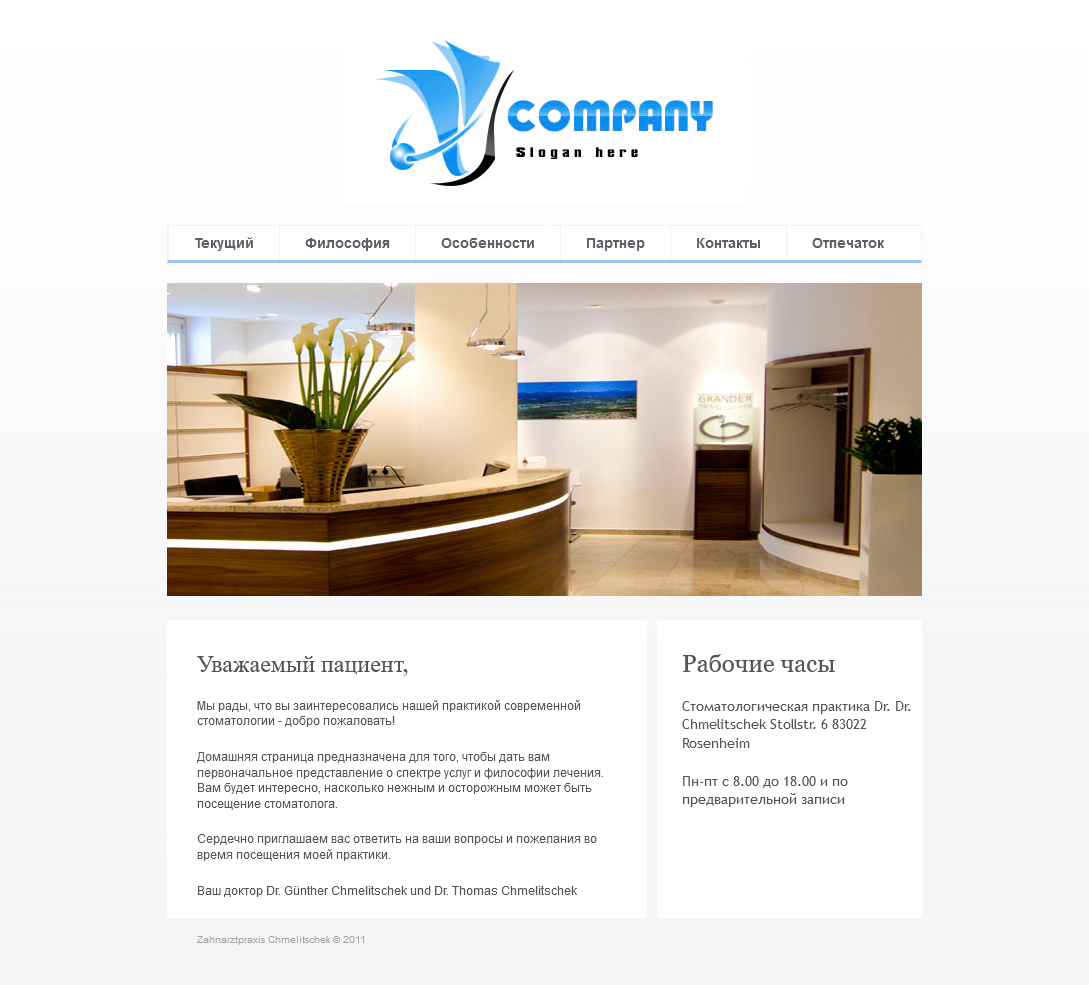 COMPANY
Slogan here
Текущий
Философия
Особенности
Партнер
Контакты
Отпечаток
GRANDER
Уважаемый пациент,
Мы рады, что вы заинтересовались нашей практикой современной
стоматологии - добро пожаловать!
Домашняя страница предназначена для того, чтобы дать вам
первоначальное представление о спектре услуг и философии лечения.
Вам будет интересно, насколько нежным и осторожным может быть
посещение стоматолога.
Сердечно приглашаем вас ответить на ваши вопросы и пожелания во
время посещения моей практики.
Ваш доктор Dr. Günther Chmelitschek und Dr. Thomas Chmelitschek
Рабочие часы
Стоматологическая практика Dr. Dr.
Chmelitschek Stollstr. 6 83022
Rosenheim
Пн-пт с 8.00 до 18.00 и по
предварительной записи
Zahnarztpraxis Chmelitschek © 2011